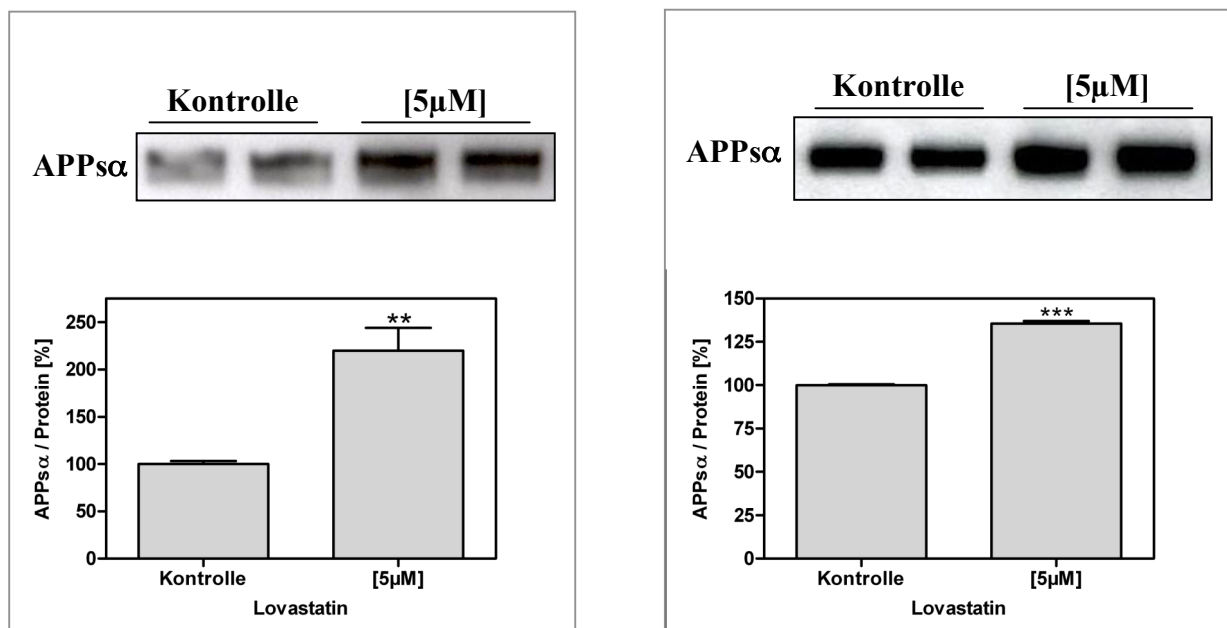 Kontrolle [5µM]
APPsα
APPsα / Protein [%]
250
200
150
100
50
0
**
Kontrolle [5µM]
Lovastatin
Kontrolle [5µM]
APPsα
APPsα / Protein [%]
150
125
100
75
50
25
0
***
Kontrolle [5µM]
Lovastatin